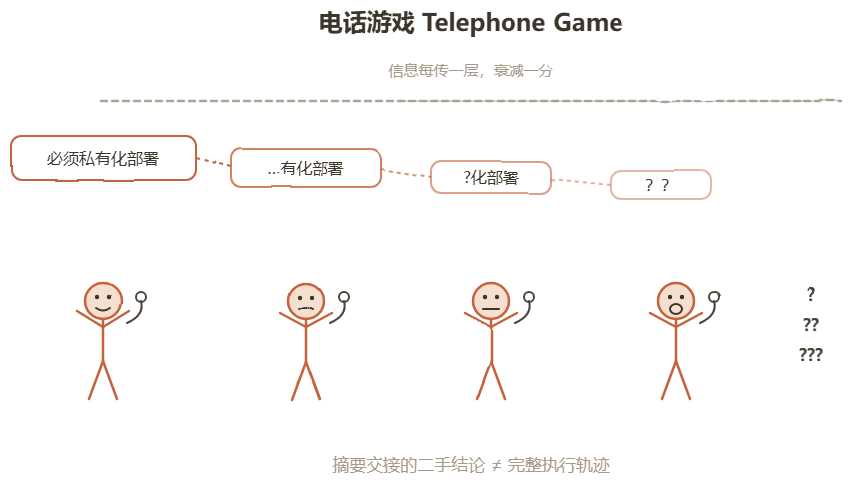 电话游戏 Telephone Game
信息每传一层，衰减一分
必须私有化部署
...有化部署
?化部署
？？
?
??
???
摘要交接的二手结论 ≠ 完整执行轨迹